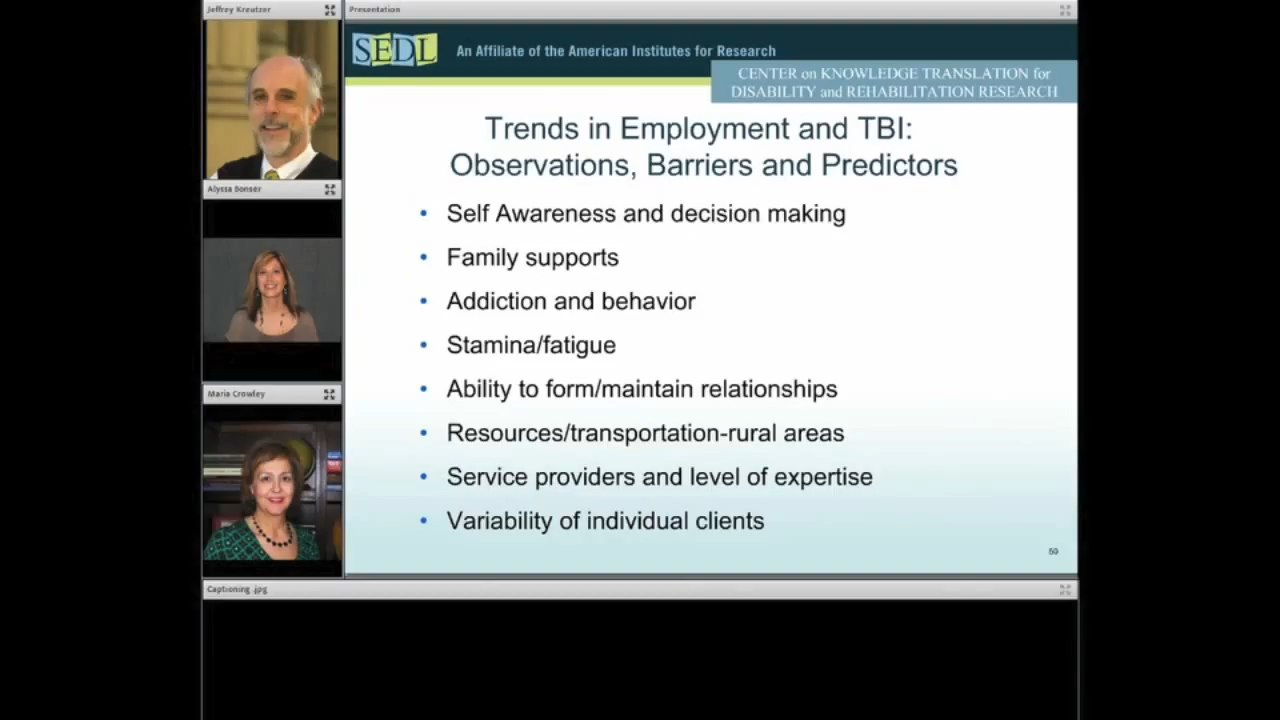 Jeffrey Kreutzer
Alyssa Bonser
Maria Crowley
Presentation
SEDL
An Affiliate of the American Institutes for Research
CENTER on KNOWLEDGE TRANSLATION for
DISABILITY and REHABILITATION RESEARCH
Trends in Employment and TBI:
Observations, Barriers and Predictors
• Self Awareness and decision making
• Family supports
• Addiction and behavior
• Stamina/fatigue
• Ability to form/maintain relationships
• Resources/transportation-rural areas
• Service providers and level of expertise
• Variability of individual clients
59
Captioning .jpg